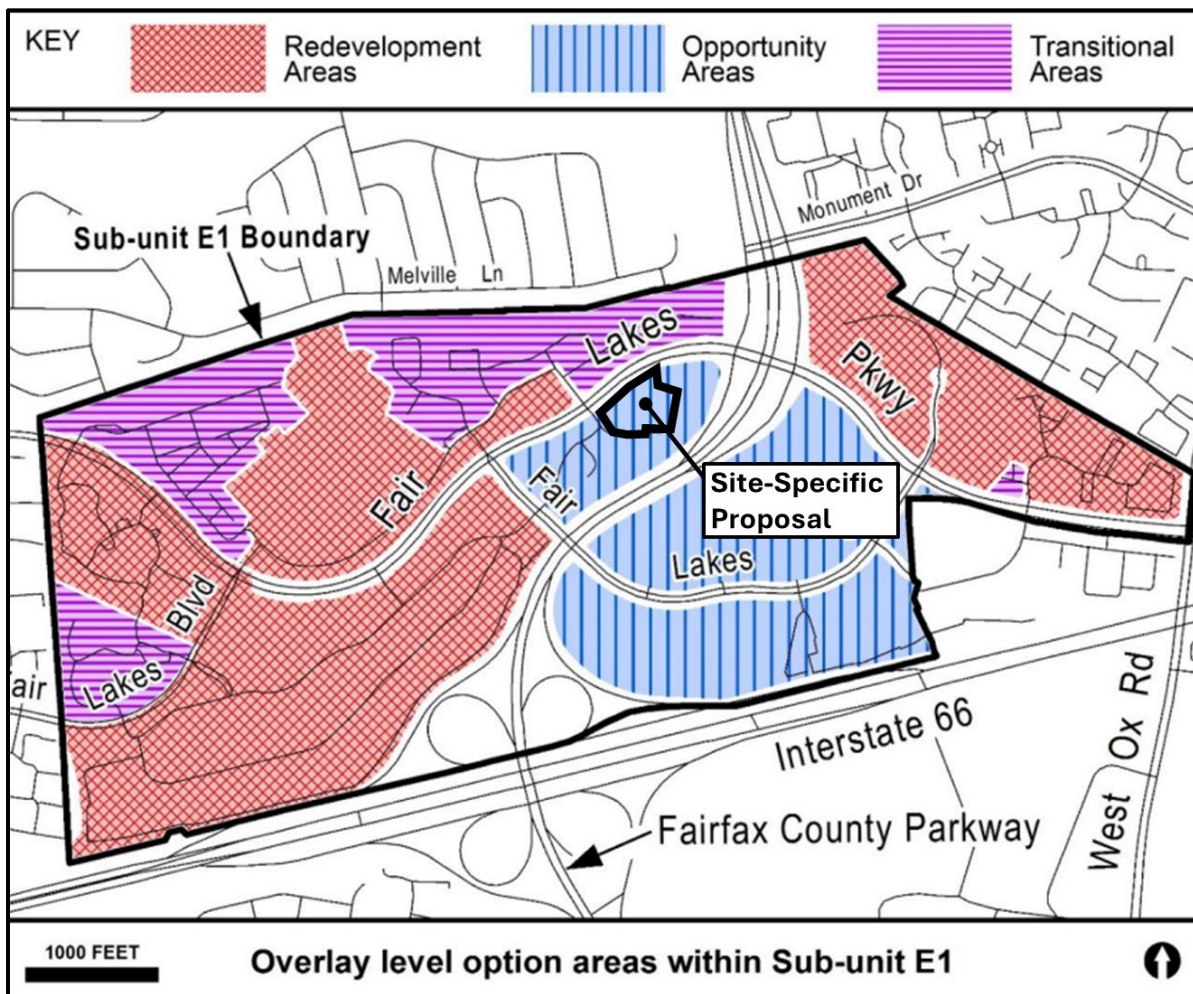 KEY
Redevelopment
Areas
Opportunity
Areas
Transitional
Areas
Monument Dr
Sub-unit E1 Boundary
Melville Ln
Lakes
Pkwy
Fair
Fair
Site-Specific
Proposal
Lakes
Blvd
Lakes
air
Interstate 66
West Ox Rd
Fairfax County Parkway
1000 FEET
Overlay level option areas within Sub-unit E1